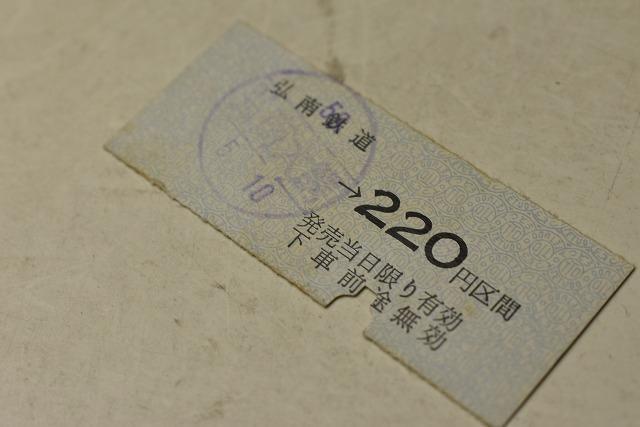 弘南鉄道
→220円区間
発売当日限り有効
下車前途無効
10